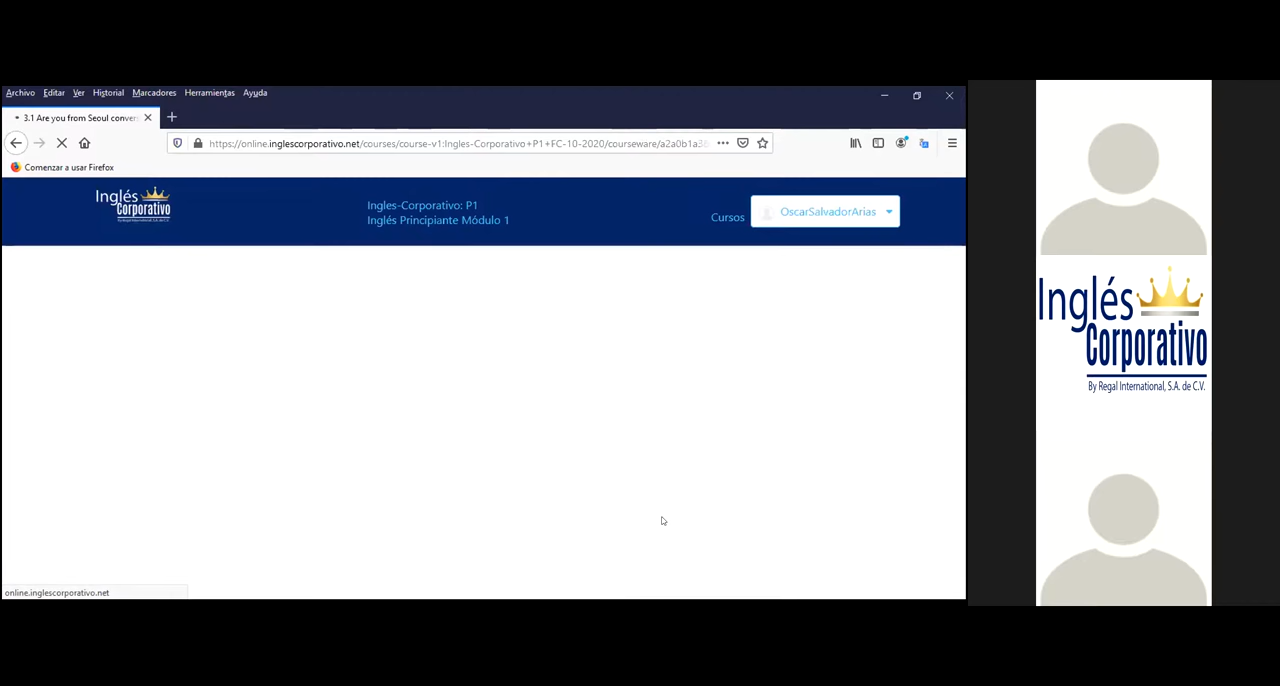 Archivo Editar Ver Historial Marcadores Herramientas Ayuda
3.1 Are you from Seoul conver
https://online.inglescorporativo.net/courses/course-v1:Ingles-Corporativo+P1+FC-10-2020/courseware/a2a0b1a3
Comenzar a usar Firefox
Inglés
Corporativo
Ingles-Corporativo: P1
Inglés Principiante Módulo 1
Cursos
OscarSalvadorArias
online.inglescorporativo.net
Inglés
Corporativo
By Regal International, S.A. de C.V.